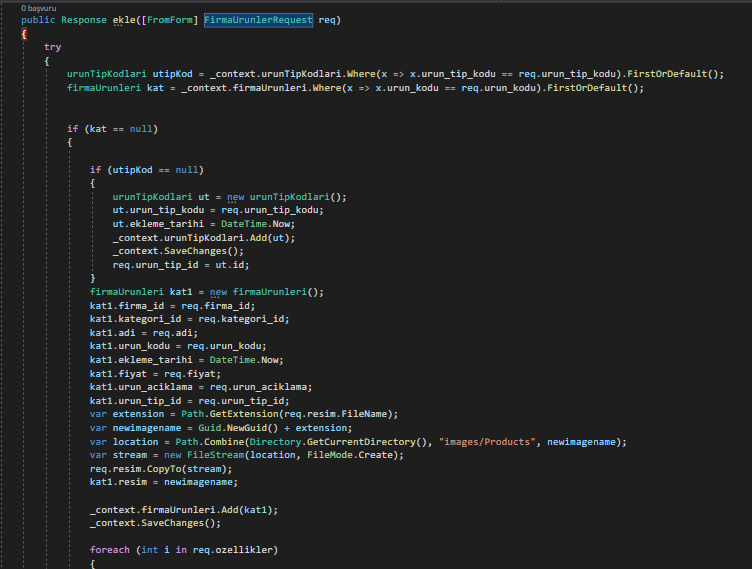 0 başvuru
public Response ekle([FromForm] FirmaUrunlerRequest req)
{
try
{
urunTipKodlari utipKod = _context.urunTipKodlari.Where(x => x.urun_tip_kodu == req.urun_tip_kodu).FirstOrDefault();
firmaUrunleri kat = _context.firmaUrunleri.Where(x => x.urun_kodu == req.urun_kodu).FirstOrDefault();
if (kat == null)
{
if (utipKod == null)
{
urunTipKodlari ut = new urunTipKodlari();
ut.urun_tip_kodu = req.urun_tip_kodu;
ut.ekleme_tarihi = DateTime.Now;
_context.urunTipKodlari.Add(ut);
_context.SaveChanges();
req.urun_tip_id = ut.id;
}
firmaUrunleri kat1 = new firmaUrunleri();
kat1.firma_id = req.firma_id;
kat1.kategori_id = req.kategori_id;
kat1.adi = req.adi;
kat1.urun_kodu = req.urun_kodu;
kat1.ekleme_tarihi = DateTime.Now;
kat1.fiyat = req.fiyat;
kat1.urun_aciklama = req.urun_aciklama;
kat1.urun_tip_id = req.urun_tip_id;
var extension = Path.GetExtension(req.resim.FileName);
var newimagename = Guid.NewGuid() + extension;
var location = Path.Combine(Directory.GetCurrentDirectory(), "images/Products", newimagename);
var stream = new FileStream(location, FileMode.Create);
req.resim.CopyTo(stream);
kat1.resim = newimagename;
_context.firmaUrunleri.Add(kat1);
_context.SaveChanges();
foreach (int i in req.ozellikler)
{